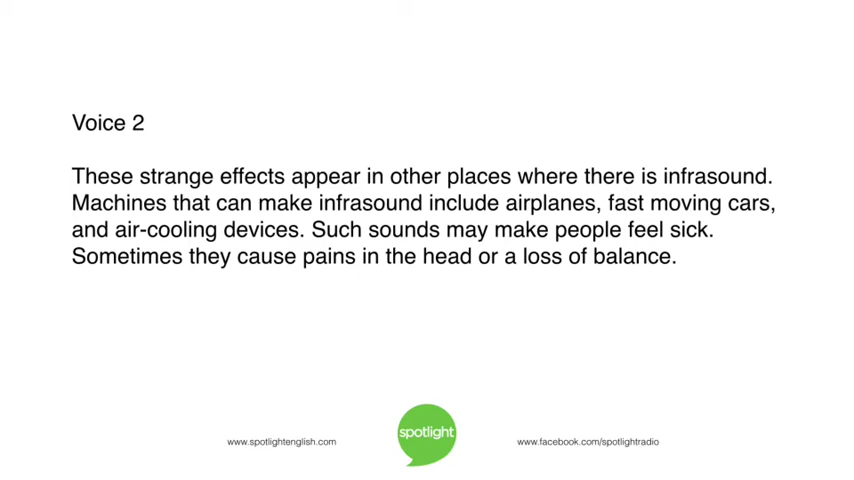 Voice 2
These strange effects appear in other places where there is infrasound.
Machines that can make infrasound include airplanes, fast moving cars,
and air-cooling devices. Such sounds may make people feel sick.
Sometimes they cause pains in the head or a loss of balance.
www.spotlightenglish.com
spotlight
www.facebook.com/spotlightradio